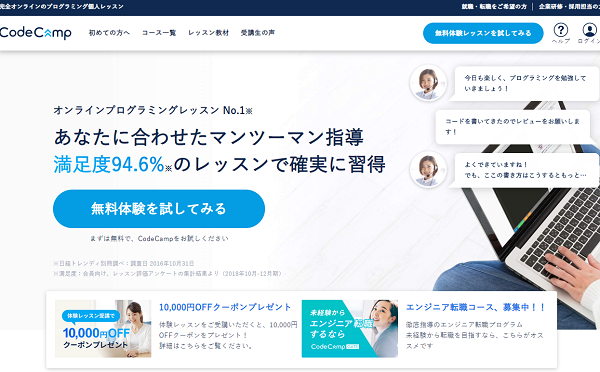 完全オンラインのプログラミング個人レッスン
就職・転職をご希望の方
企業研修・採用担当の
CodeCamp
初めての方へ
コース一覧
レッスン教材
受講生の声
無料体験レッスンを試してみる
ヘルプ
ログイン
今日も楽しく、プログラミングを勉強して
いきましょう！
コードを書いてきたのでレビューをお願いしま
す！
よくできていますね！
でも、ここの書き方はこうするともっと…
オンラインプログラミングレッスン No.1※
あなたに合わせたマンツーマン指導
満足度94.6%※のレッスンで確実に習得
無料体験を試してみる
まずは無料で、CodeCampをお試しください
※日経トレンディ別冊調べ：調査日 2016年10月31日
※満足度：会員向け、レッスン評価アンケートの集計結果より（2018年10月-12月期）
体験レッスン受講で
10,000円OFF
クーポンプレゼント
10,000円OFFクーポンプレゼント
体験レッスンをご受講いただくと、10,000円
OFFクーポンをプレゼント！
詳細はこちらをご覧ください。
未経験から
エンジニア転職
するなら
CodeCamp
エンジニア転職コース、募集中！！
徹底指導のエンジニア転職プログラム
未経験から転職を目指すなら、こちらがオス
スメです